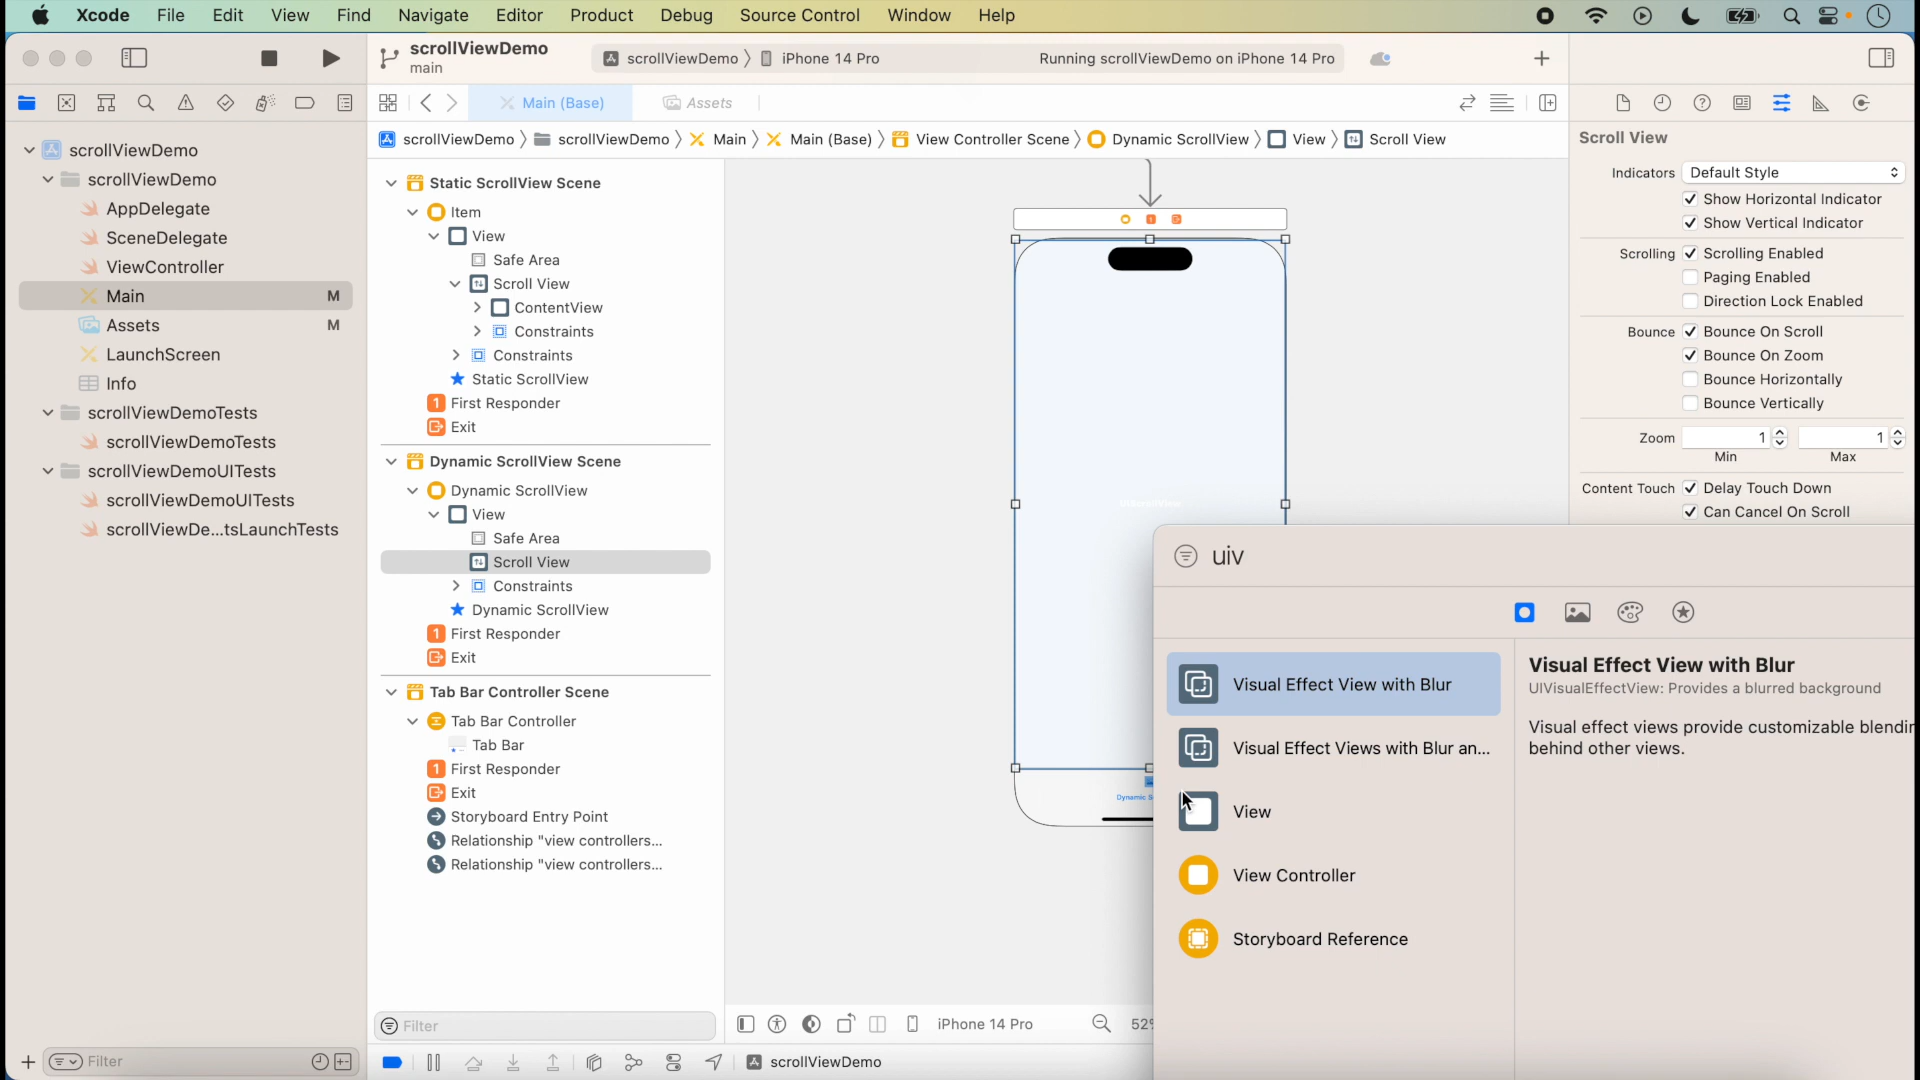 Xcode File Edit View Find Navigate Editor Product Debug Source Control Window Help
scrollViewDemo
main
scrollViewDemo iPhone 14 Pro Running scrollViewDemo on iPhone 14 Pro
Main (Base) Assets
scrollViewDemo scrollViewDemo Main Main (Base) View Controller Scene Dynamic ScrollView View Scroll View
scrollViewDemo
scrollViewDemo
AppDelegate
SceneDelegate
ViewController
Main M
Assets M
LaunchScreen
Info
scrollViewDemoTests
scrollViewDemoTests
scrollViewDemoUITests
scrollViewDemoUITests
scrollViewDe...tsLaunchTests
Filter
Static ScrollView Scene
Item
View
Safe Area
Scroll View
ContentView
Constraints
Constraints
Static ScrollView
1 First Responder
Exit
Dynamic ScrollView Scene
Dynamic ScrollView
View
Safe Area
Scroll View
Constraints
Dynamic ScrollView
1 First Responder
Exit
Tab Bar Controller Scene
Tab Bar Controller
Tab Bar
1 First Responder
Exit
Storyboard Entry Point
Relationship "view controllers...
Relationship "view controllers...
Filter
Dynamic S
iPhone 14 Pro 52%
scrollViewDemo
Scroll View
Indicators Default Style
Show Horizontal Indicator
Show Vertical Indicator
Scrolling Scrolling Enabled
Paging Enabled
Direction Lock Enabled
Bounce Bounce On Scroll
Bounce On Zoom
Bounce Horizontally
Bounce Vertically
Zoom 1 1
Min Max
Content Touch Delay Touch Down
Can Cancel On Scroll
uiv
Visual Effect View with Blur
Visual Effect Views with Blur an...
View
View Controller
Storyboard Reference
Visual Effect View with Blur
UIVisualEffectView: Provides a blurred background
Visual effect views provide customizable blendin
behind other views.